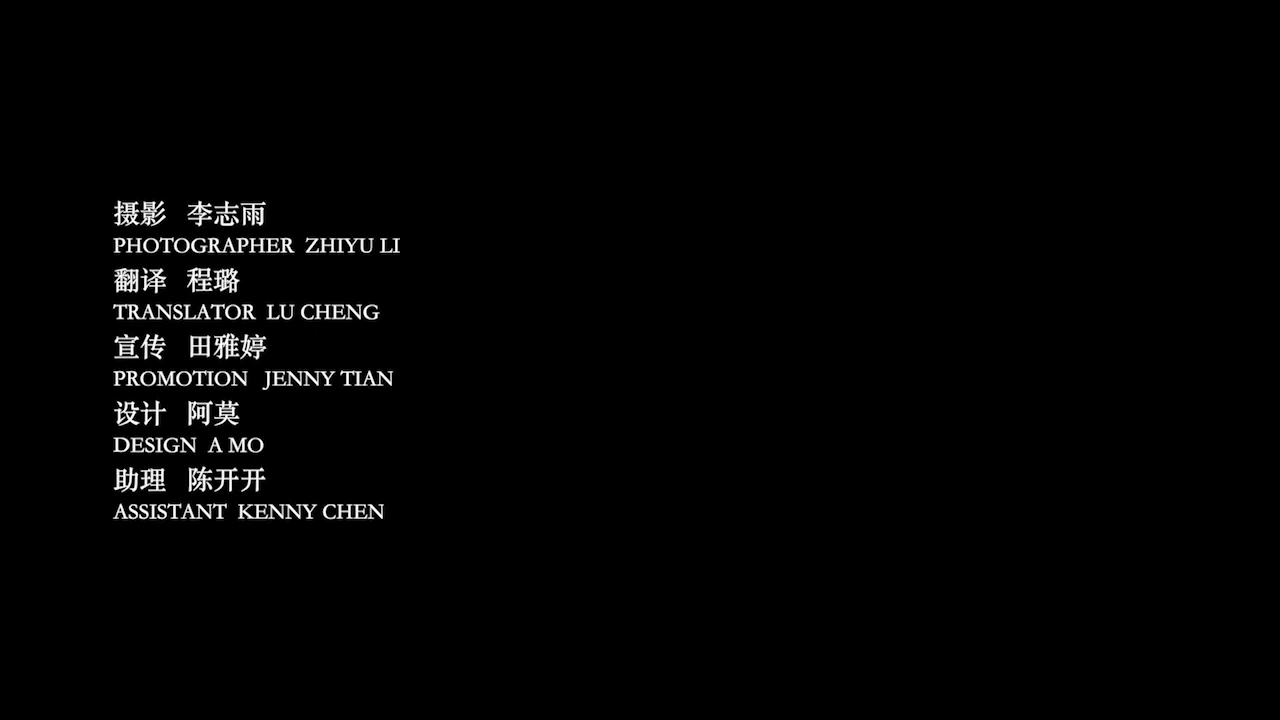 摄影 李志雨
PHOTOGRAPHER ZHIYU LI
翻译 程璐
TRANSLATOR LU CHENG
宣传 田雅婷
PROMOTION JENNY TIAN
设计 阿莫
DESIGN A MO
助理 陈开开
ASSISTANT KENNY CHEN